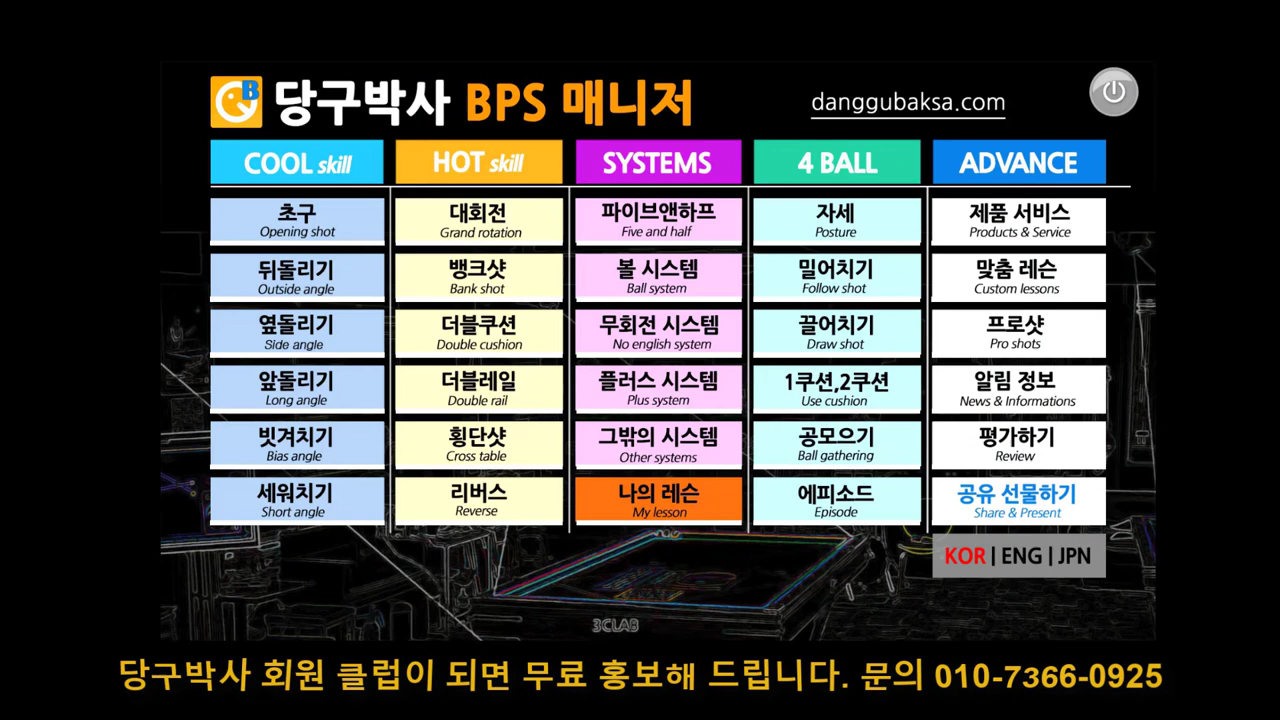 B
당구박사 BPS 매니저
danggubaksa.com
COOL skill
HOT skill
SYSTEMS
4 BALL
ADVANCE
초구
Opening shot
대회전
Grand rotation
파이브앤하프
Five and half
자세
Posture
제품 서비스
Products & Service
뒤돌리기
Outside angle
뱅크샷
Bank shot
볼 시스템
Ball system
밀어치기
Follow shot
맞춤 레슨
Custom lessons
옆돌리기
Side angle
더블쿠션
Double cushion
무회전 시스템
No english system
끌어치기
Draw shot
프로샷
Pro shots
앞돌리기
Long angle
더블레일
Double rail
플러스 시스템
Plus system
1쿠션,2쿠션
Use cushion
알림 정보
News & Informations
빗겨치기
Bias angle
횡단샷
Cross table
그밖의 시스템
Other systems
공모으기
Ball gathering
평가하기
Review
세워치기
Short angle
리버스
Reverse
나의 레슨
My lesson
에피소드
Episode
공유 선물하기
Share & Present
KOR | ENG | JPN
3CLAB
당구박사 회원 클럽이 되면 무료 홍보해 드립니다. 문의 010-7366-0925